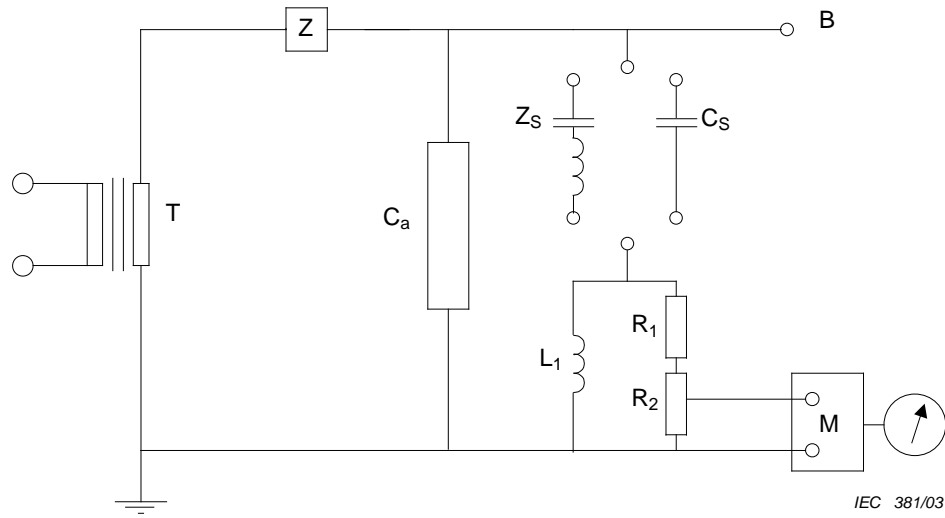 Z
B
Z_S
C_S
T
C_a
R_1
L_1
R_2
M
IEC 381/03